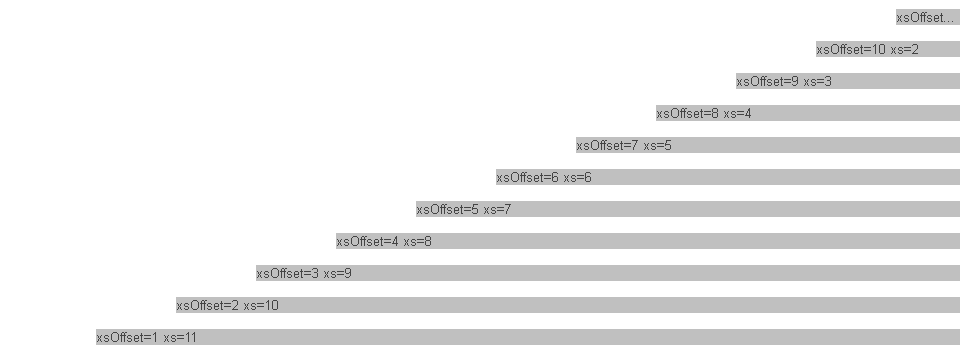 xsOffset...
xsOffset=10 xs=2
xsOffset=9 xs=3
xsOffset=8 xs=4
xsOffset=7 xs=5
xsOffset=6 xs=6
xsOffset=5 xs=7
xsOffset=4 xs=8
xsOffset=3 xs=9
xsOffset=2 xs=10
xsOffset=1 xs=11